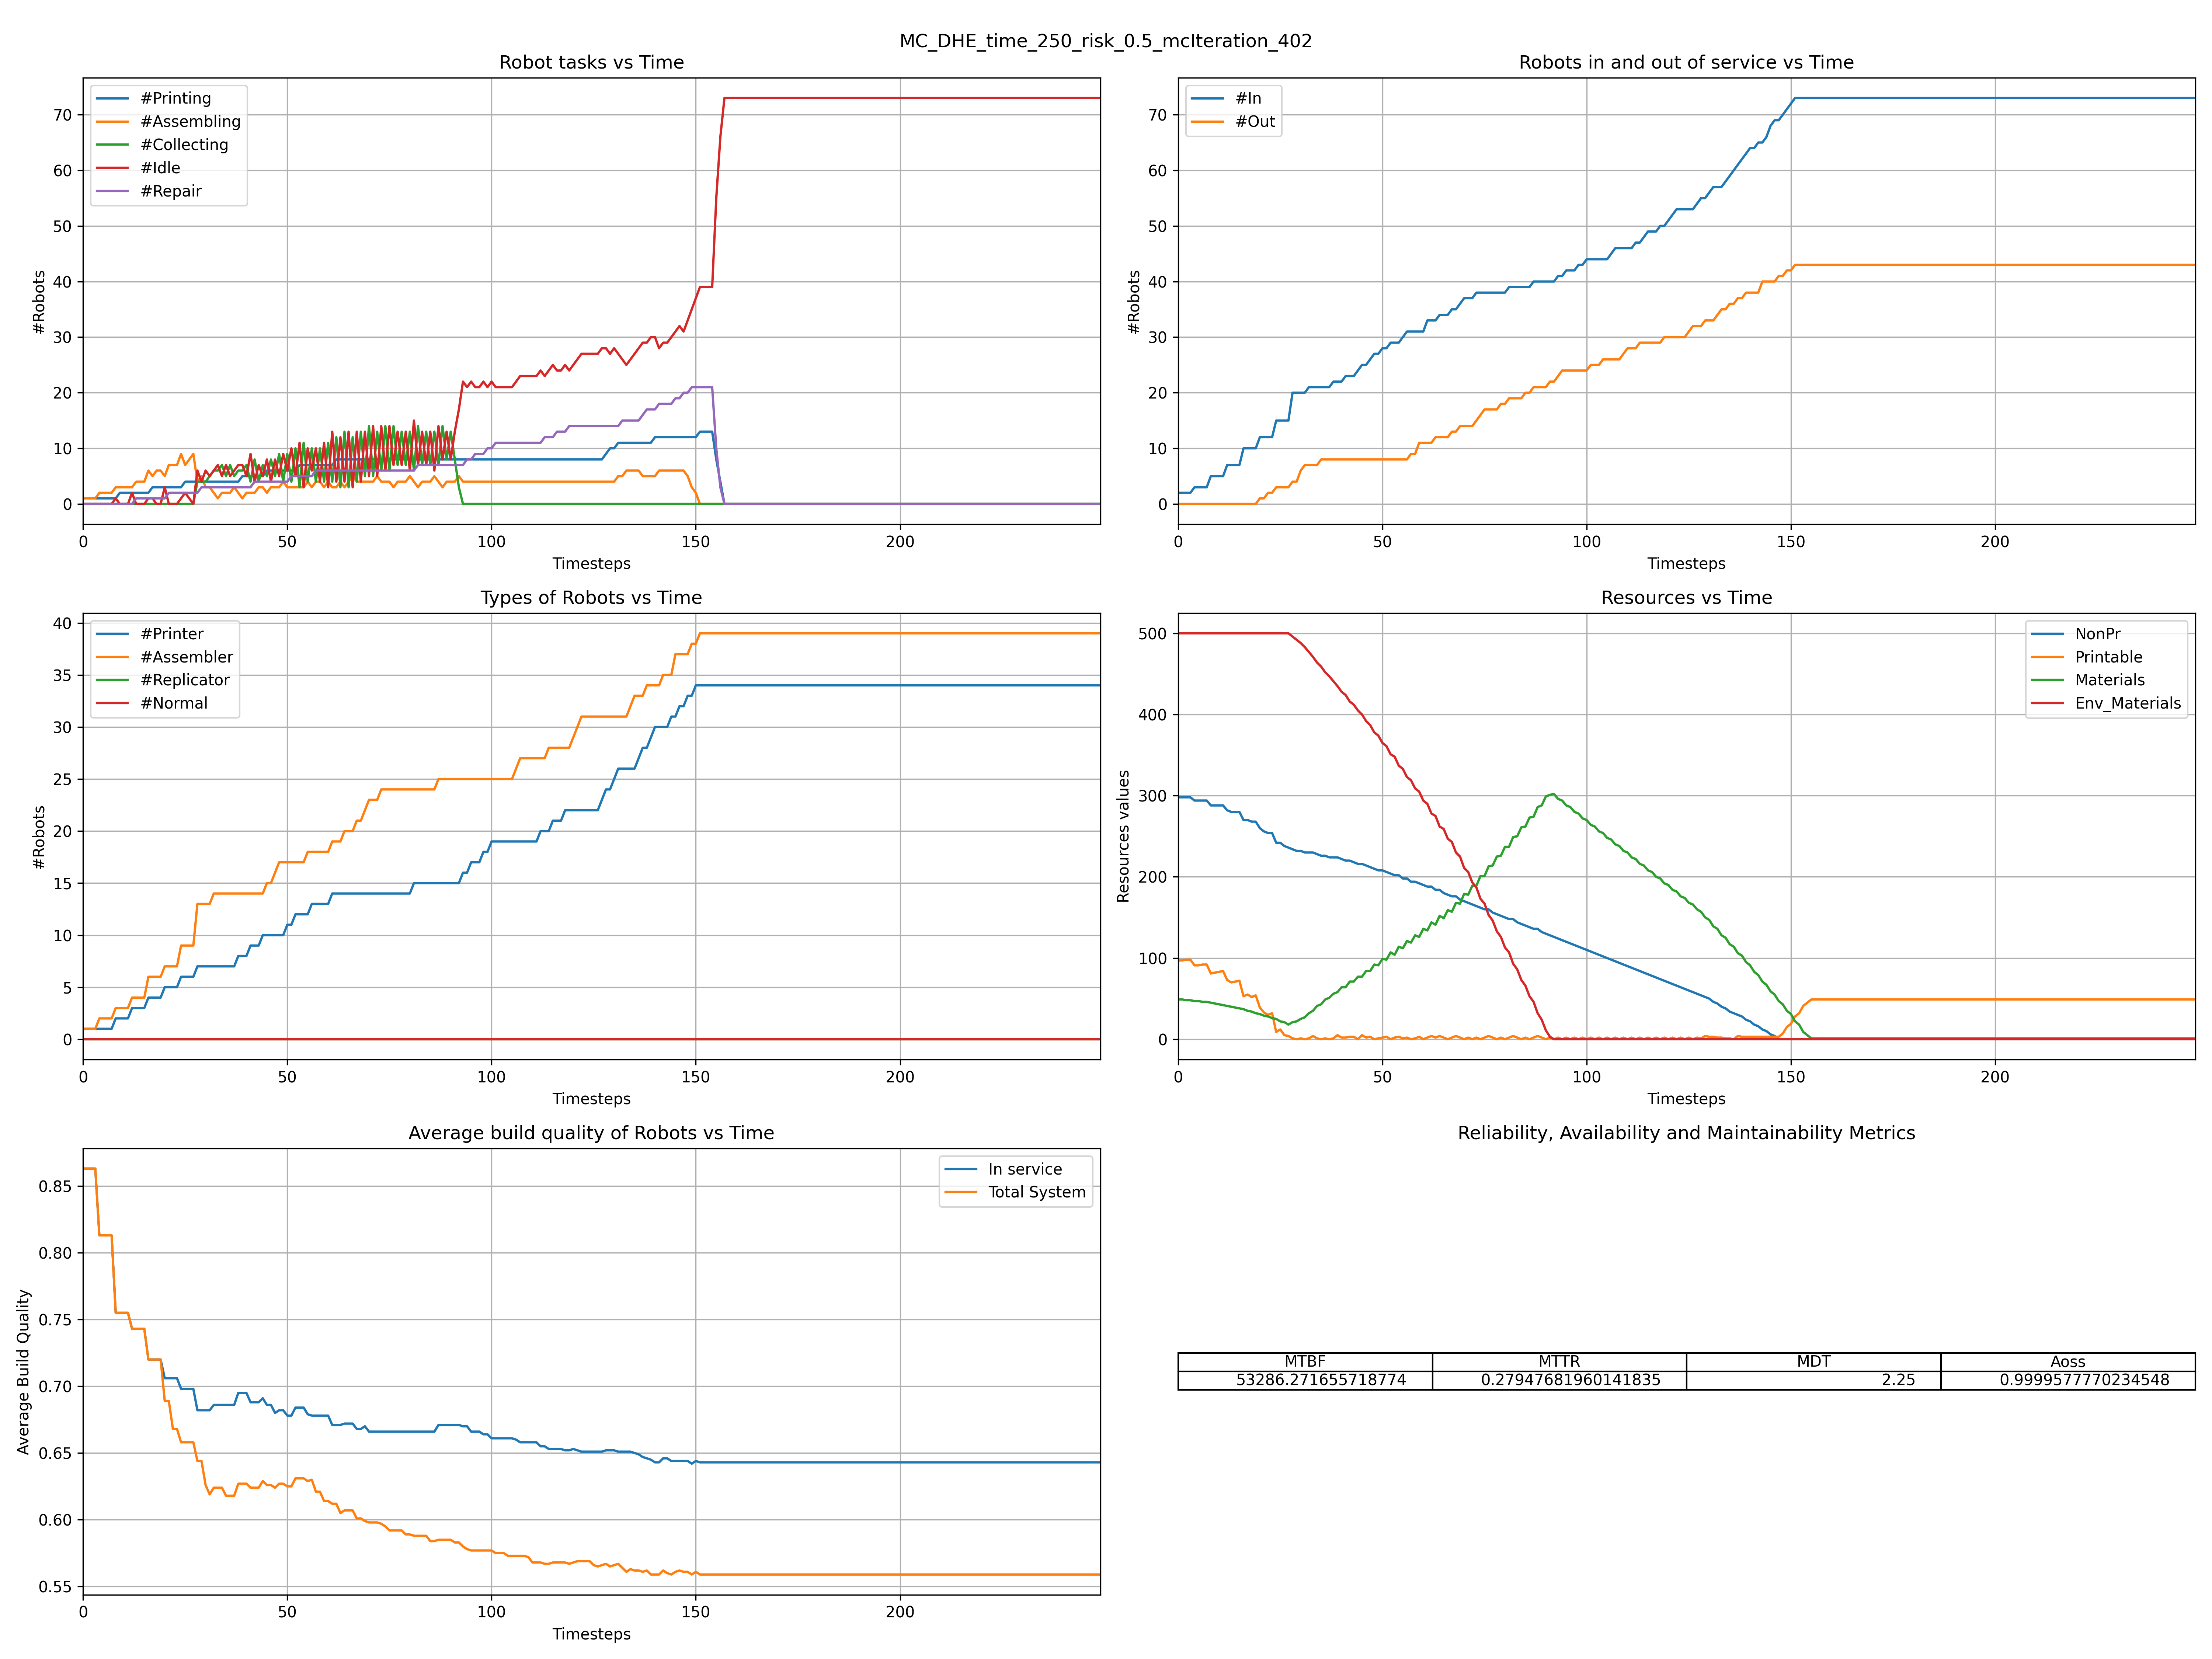 MC_DHE_time_250_risk_0.5_mcIteration_402
Robot tasks vs Time
#Robots
70
60
50
40
30
20
10
0
#Printing
#Assembling
#Collecting
#Idle
#Repair
0 50 100 150 200
Timesteps
Robots in and out of service vs Time
#Robots
70
60
50
40
30
20
10
0
#In
#Out
0 50 100 150 200
Timesteps
Types of Robots vs Time
#Robots
40
35
30
25
20
15
10
5
0
#Printer
#Assembler
#Replicator
#Normal
0 50 100 150 200
Timesteps
Resources vs Time
Resources values
500
400
300
200
100
0
NonPr
Printable
Materials
Env_Materials
0 50 100 150 200
Timesteps
Average build quality of Robots vs Time
Average Build Quality
0.85
0.80
0.75
0.70
0.65
0.60
0.55
In service
Total System
0 50 100 150 200
Timesteps
Reliability, Availability and Maintainability Metrics
MTBF MTTR MDT Aoss
53286.271655718774 0.27947681960141835 2.25 0.9999577770234548